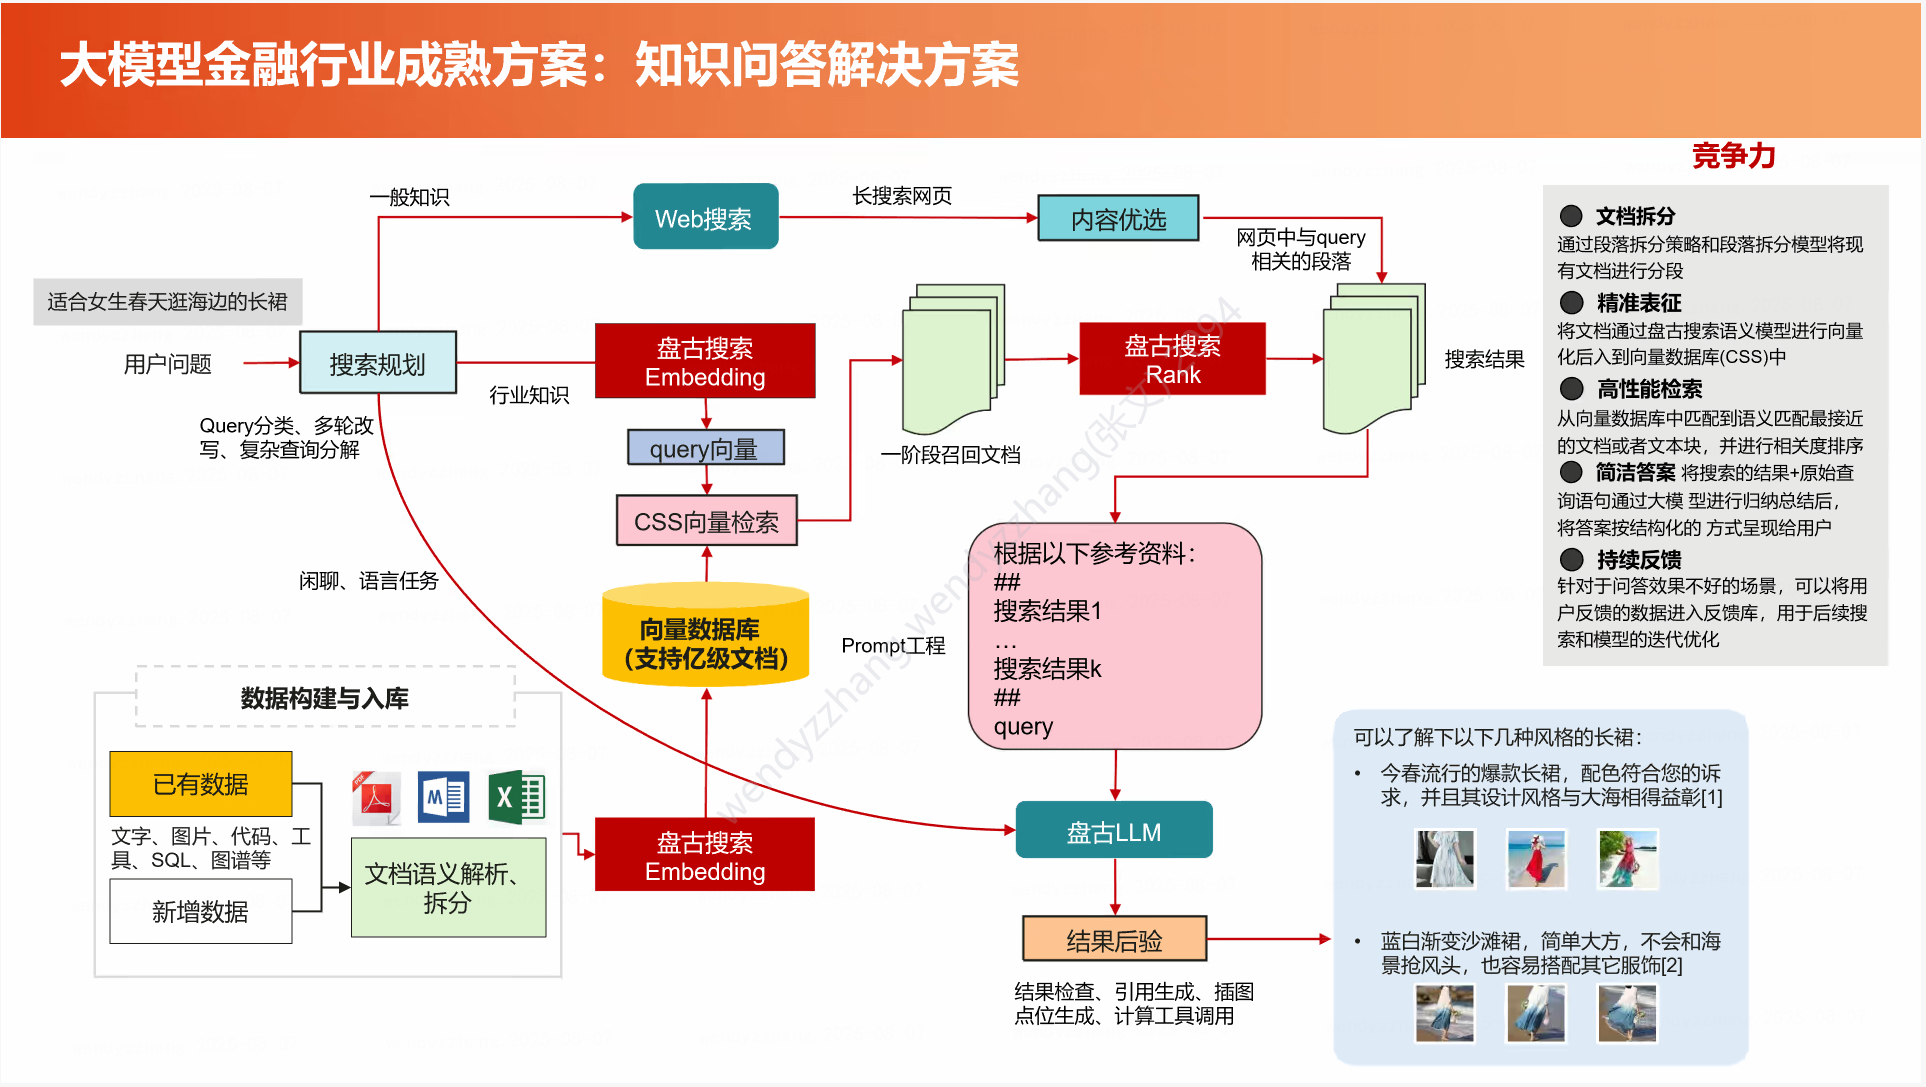 大模型金融行业成熟方案：知识问答解决方案
竞争力
一般知识
Web搜索
长搜索网页
内容优选
网页中与query
相关的段落
适合女生春天逛海边的长裙
用户问题
搜索规划
Query分类、多轮改
写、复杂查询分解
行业知识
盘古搜索
Embedding
query向量
CSS向量检索
向量数据库
（支持亿级文档）
一阶段召回文档
盘古搜索
Rank
搜索结果
闲聊、语言任务
数据构建与入库
已有数据
文字、图片、代码、工
具、SQL、图谱等
新增数据
PDF
W
X
文档语义解析、
拆分
盘古搜索
Embedding
Prompt工程
根据以下参考资料：
##
搜索结果1
…
搜索结果k
##
query
盘古LLM
结果后验
结果检查、引用生成、插图
点位生成、计算工具调用
文档拆分
通过段落拆分策略和段落拆分模型将现
有文档进行分段
精准表征
将文档通过盘古搜索语义模型进行向量
化后入到向量数据库(CSS)中
高性能检索
从向量数据库中匹配到语义匹配最接近
的文档或者文本块，并进行相关度排序
简洁答案 将搜索的结果+原始查
询语句通过大模 型进行归纳总结后，
将答案按结构化的 方式呈现给用户
持续反馈
针对于问答效果不好的场景，可以将用
户反馈的数据进入反馈库，用于后续搜
索和模型的迭代优化
可以了解下以下几种风格的长裙：
• 今春流行的爆款长裙，配色符合您的诉
求，并且其设计风格与大海相得益彰[1]
• 蓝白渐变沙滩裙，简单大方，不会和海
景抢风头，也容易搭配其它服饰[2]